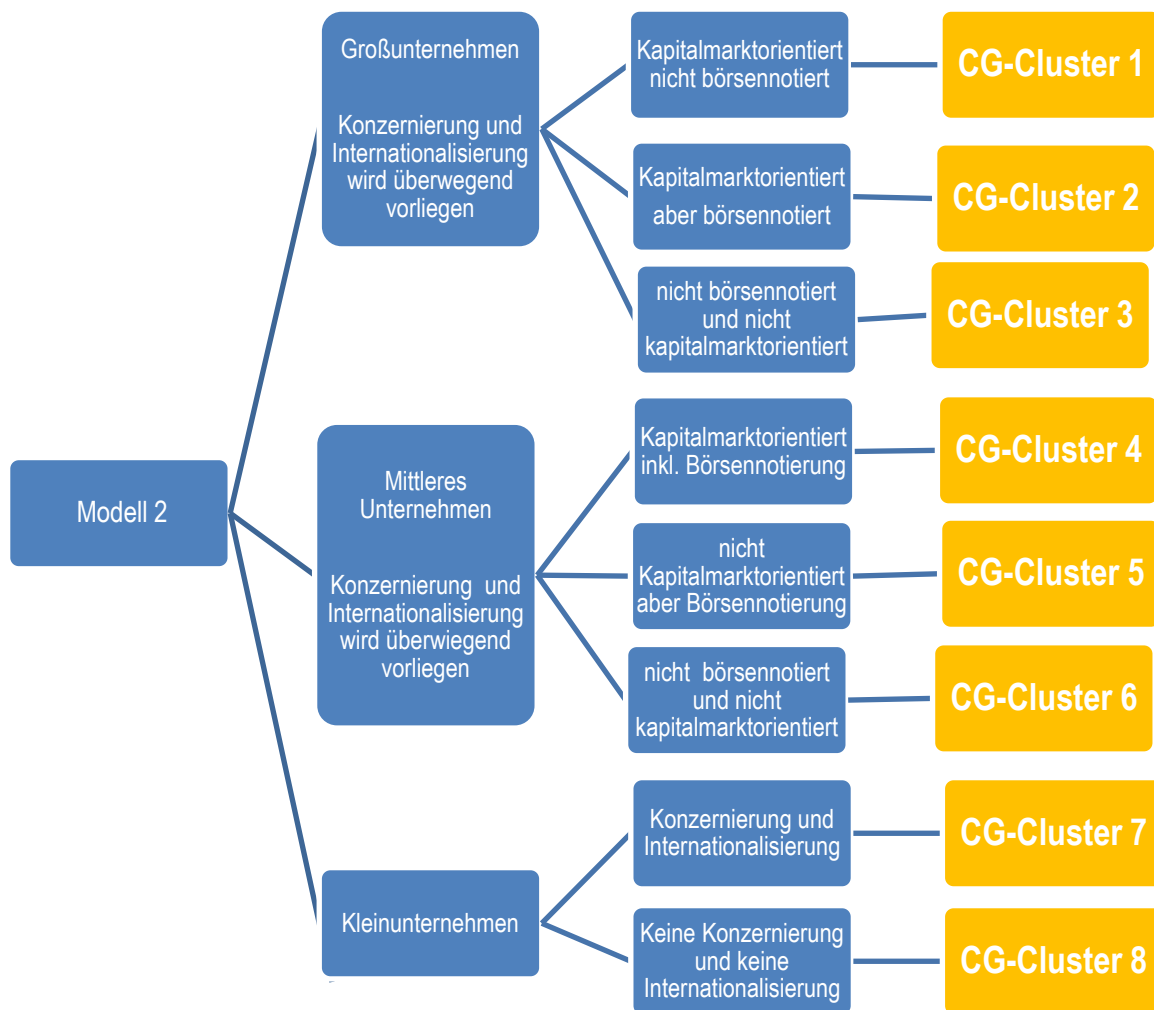 Modell 2
Großunternehmen
Konzernierung und
Internationalisierung
wird überwegend
vorliegen
Kapitalmarktorientiert
nicht börsennotiert
CG-Cluster 1
Kapitalmarktorientiert
aber börsennotiert
CG-Cluster 2
nicht börsennotiert
und nicht
kapitalmarktorientiert
CG-Cluster 3
Mittleres
Unternehmen
Konzernierung und
Internationalisierung
wird überwiegend
vorliegen
Kapitalmarktorientiert
inkl. Börsennotierung
CG-Cluster 4
nicht
Kapitalmarktorientiert
aber Börsennotierung
CG-Cluster 5
nicht börsennotiert
und nicht
kapitalmarktorientiert
CG-Cluster 6
Kleinunternehmen
Konzernierung und
Internationalisierung
CG-Cluster 7
Keine Konzernierung
und keine
Internationalisierung
CG-Cluster 8